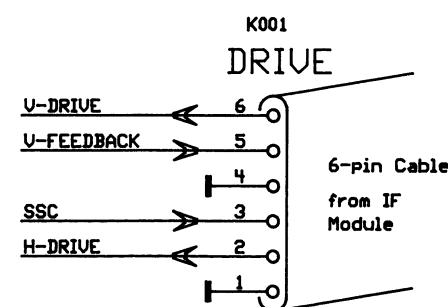 K001
DRIVE
V-DRIVE 6
V-FEEDBACK 5
4
SSC 3
H-DRIVE 2
1
6-pin Cable
from IF
Module